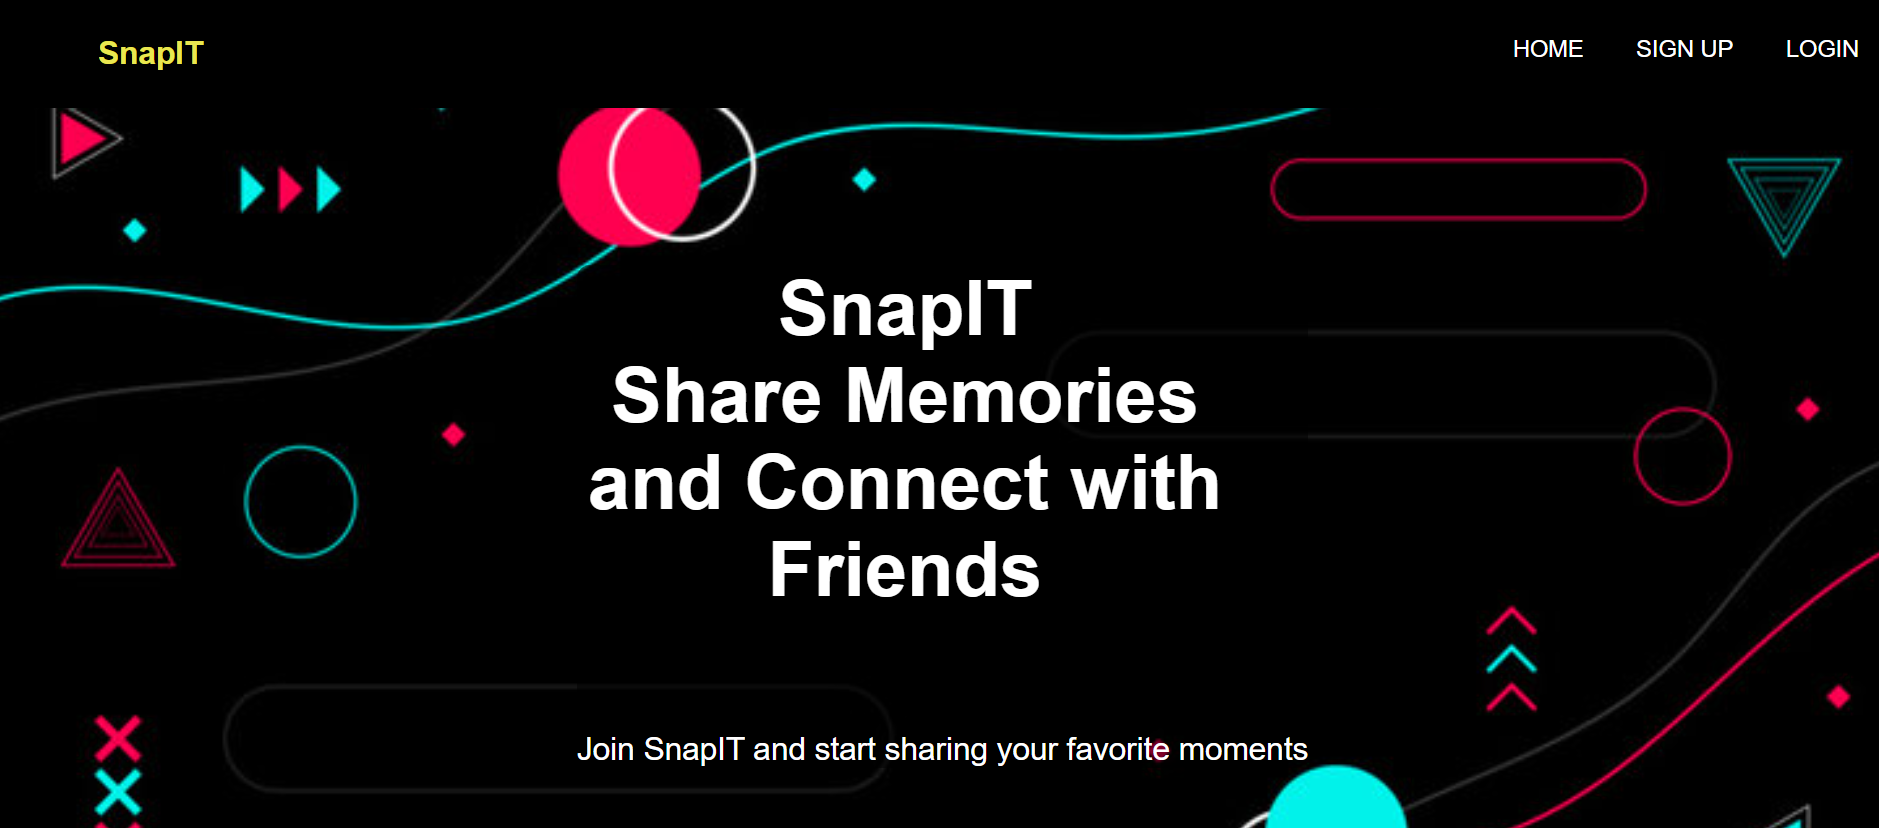 SnapIT
HOME SIGN UP LOGIN
SnapIT
Share Memories
and Connect with
Friends
Join SnapIT and start sharing your favorite moments